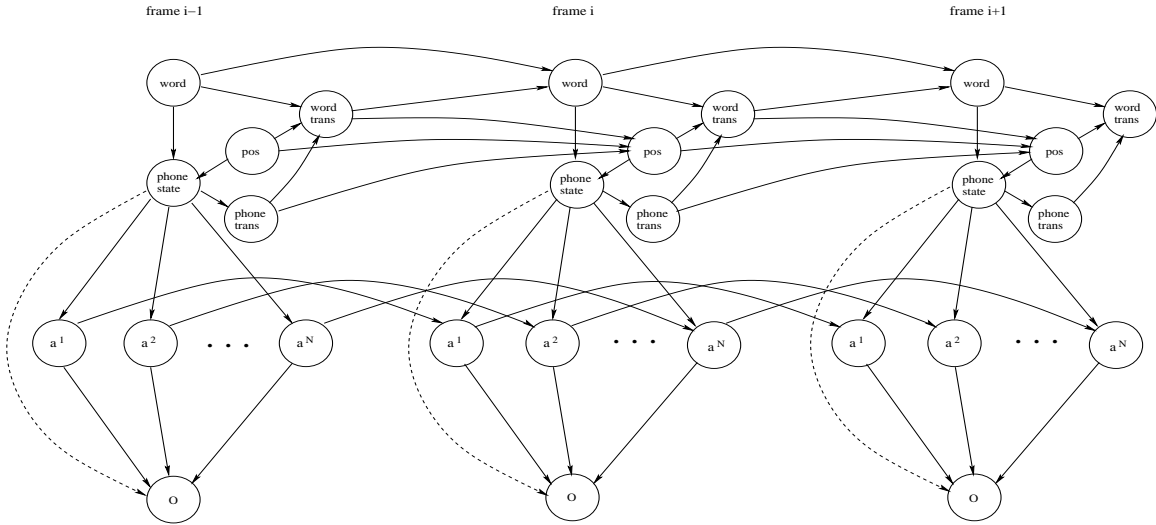 frame i−1
frame i
frame i+1
word
word
word
word
trans
word
trans
word
trans
pos
pos
pos
phone
state
phone
state
phone
state
phone
trans
phone
trans
phone
trans
a¹
a²
. . .
aᴺ
a¹
a²
. . .
aᴺ
a¹
a²
. . .
aᴺ
O
O
O